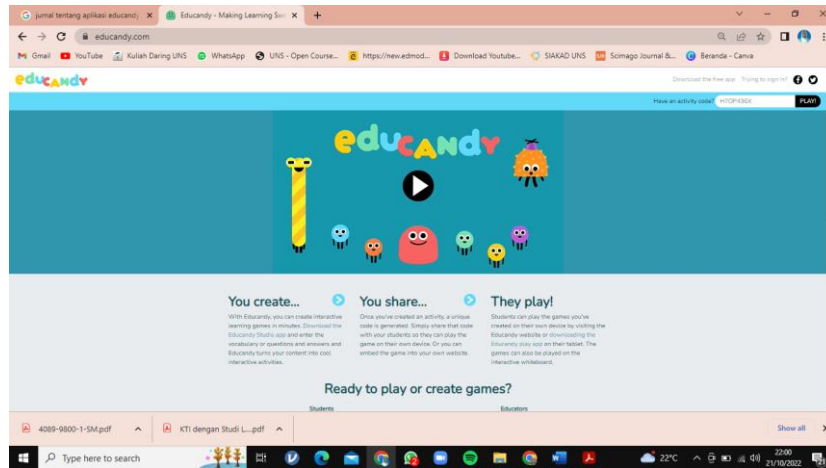 jurnal tentang aplikasi educandy
Educandy - Making Learning Swe
educandy.com
Gmail YouTube Kuliah Daring UNS WhatsApp UNS - Open Course... https://new.edmod... Download Youtube... SIAKAD UNS Scimago Journal &... Beranda - Canva
educandy
Download the free app Trying to sign in?
Have an activity code? PLAY!
educandy
You create...
With Educandy, you can create interactive
learning games in minutes. Download the
Educandy Studio app and enter the
vocabulary or questions and answers and
Educandy turns your content into cool
interactive activities.
You share...
Once you've created an activity, a unique
code is generated. Simply share that code
with your students so they can play the
game on their own device. Or you can
embed the game into your own website.
They play!
Students can play the games you've
created on their own device by visiting the
Educandy website or downloading the
Educandy play app on their tablet. The
games can also be played on the
interactive whiteboard.
Ready to play or create games?
Students Educators
4089-9800-1-SM.pdf KTI dengan Studi L....pdf Show all
Type here to search 22°C 22:00
21/10/2022